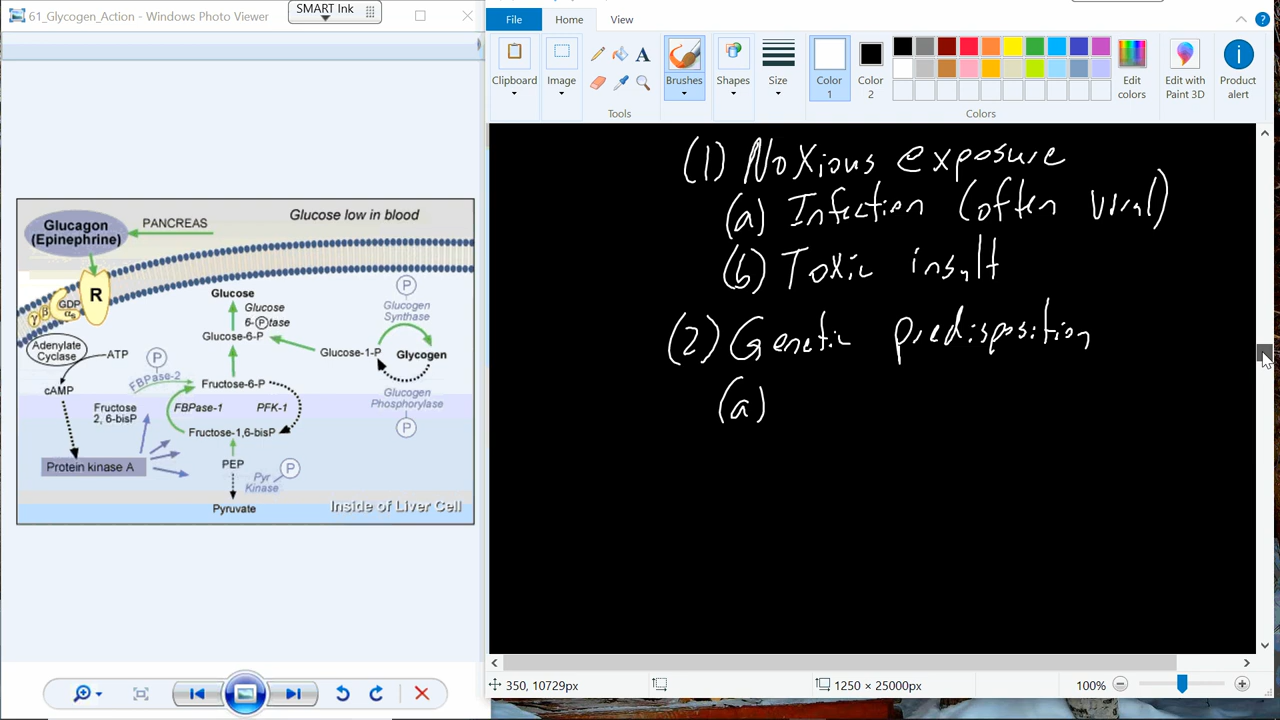 61_Glycogen_Action - Windows Photo Viewer
SMART Ink
File
Home
View
Clipboard
Image
Tools
Brushes
Shapes
Size
Color 1
Color 2
Edit colors
Edit with Paint 3D
Product alert
Colors
Glucagon
(Epinephrine)
PANCREAS
Glucose low in blood
R
GDP
γ
β
αs
Adenylate
Cyclase
ATP
cAMP
Protein kinase A
Fructose
2, 6-bisP
P
FBPase-2
Glucose
Glucose
6-Ptase
Glucose-6-P
Fructose-6-P
FBPase-1
PFK-1
Fructose-1,6-bisP
PEP
Pyr
Kinase
P
Pyruvate
P
Glucogen
Synthase
Glucose-1-P
Glycogen
Glucogen
Phosphorylase
P
Inside of Liver Cell
(1) Noxious exposure
(a) Infection (often viral)
(b) Toxic insult
(2) Genetic predisposition
(a)
350, 10729px
1250 × 25000px
100%